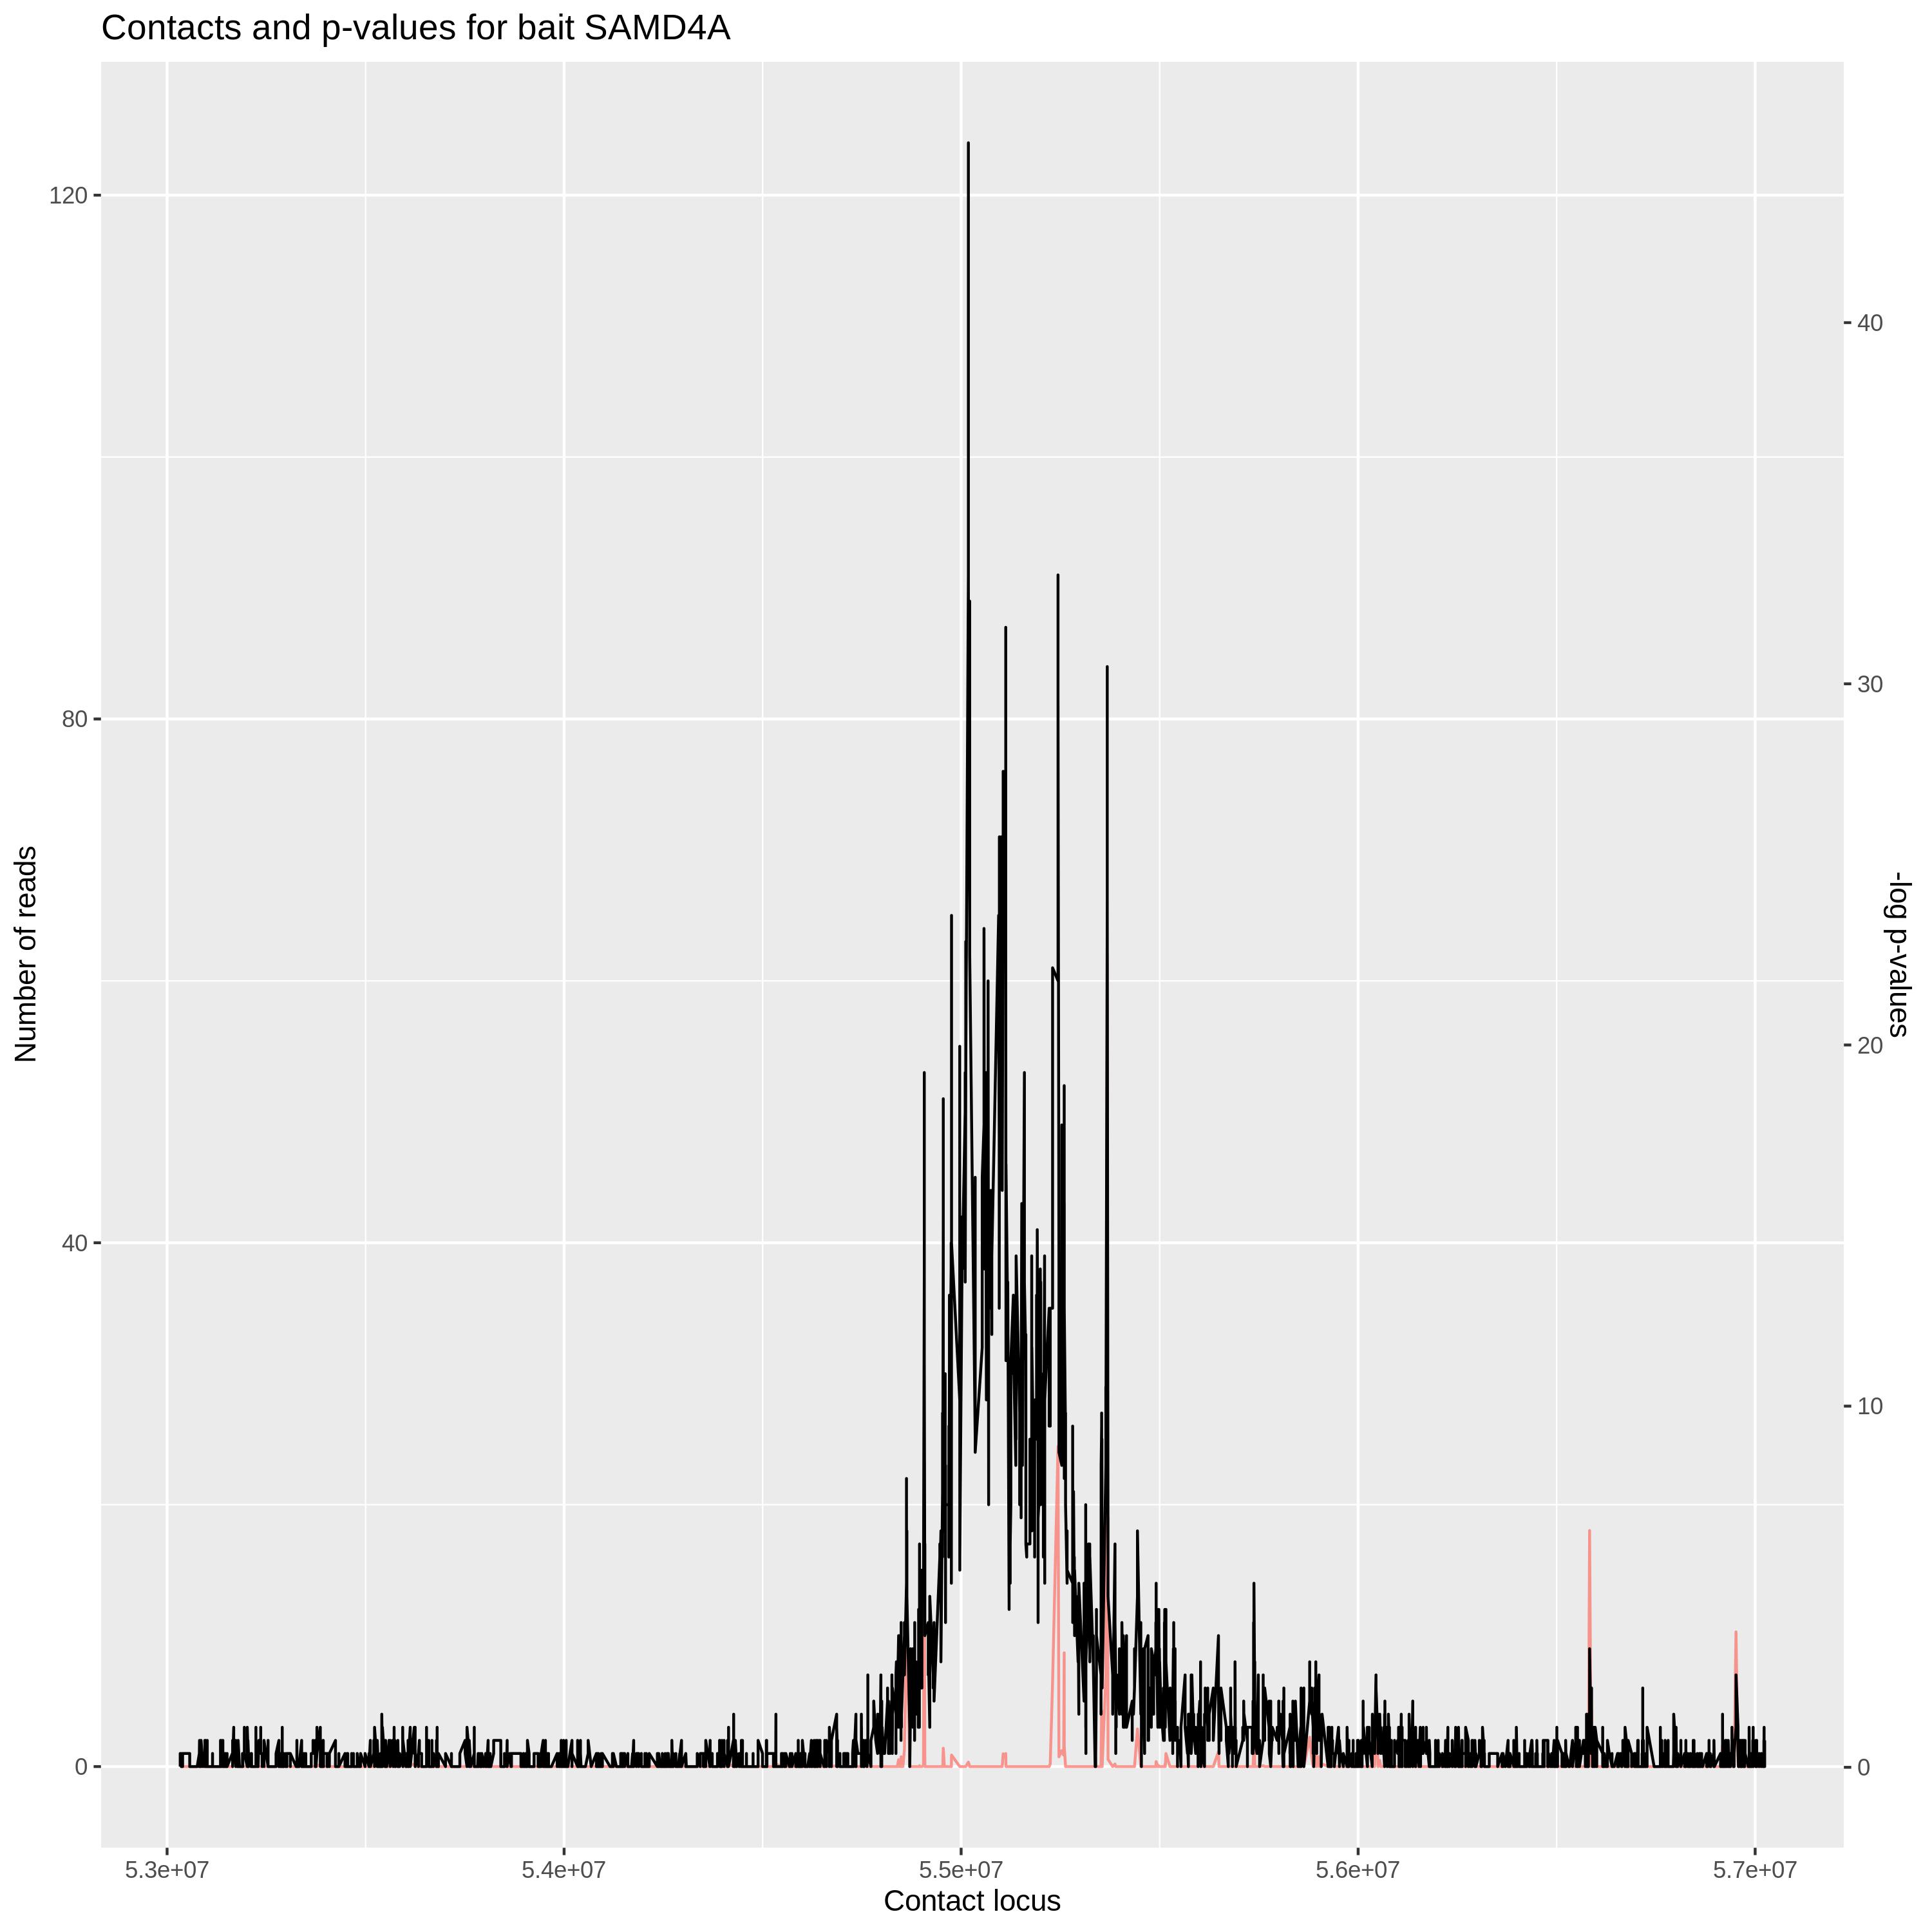 Contacts and p-values for bait SAMD4A
120
80
40
0
Number of reads
40
30
20
10
0
-log p-values
5.3e+07
5.4e+07
5.5e+07
5.6e+07
5.7e+07
Contact locus